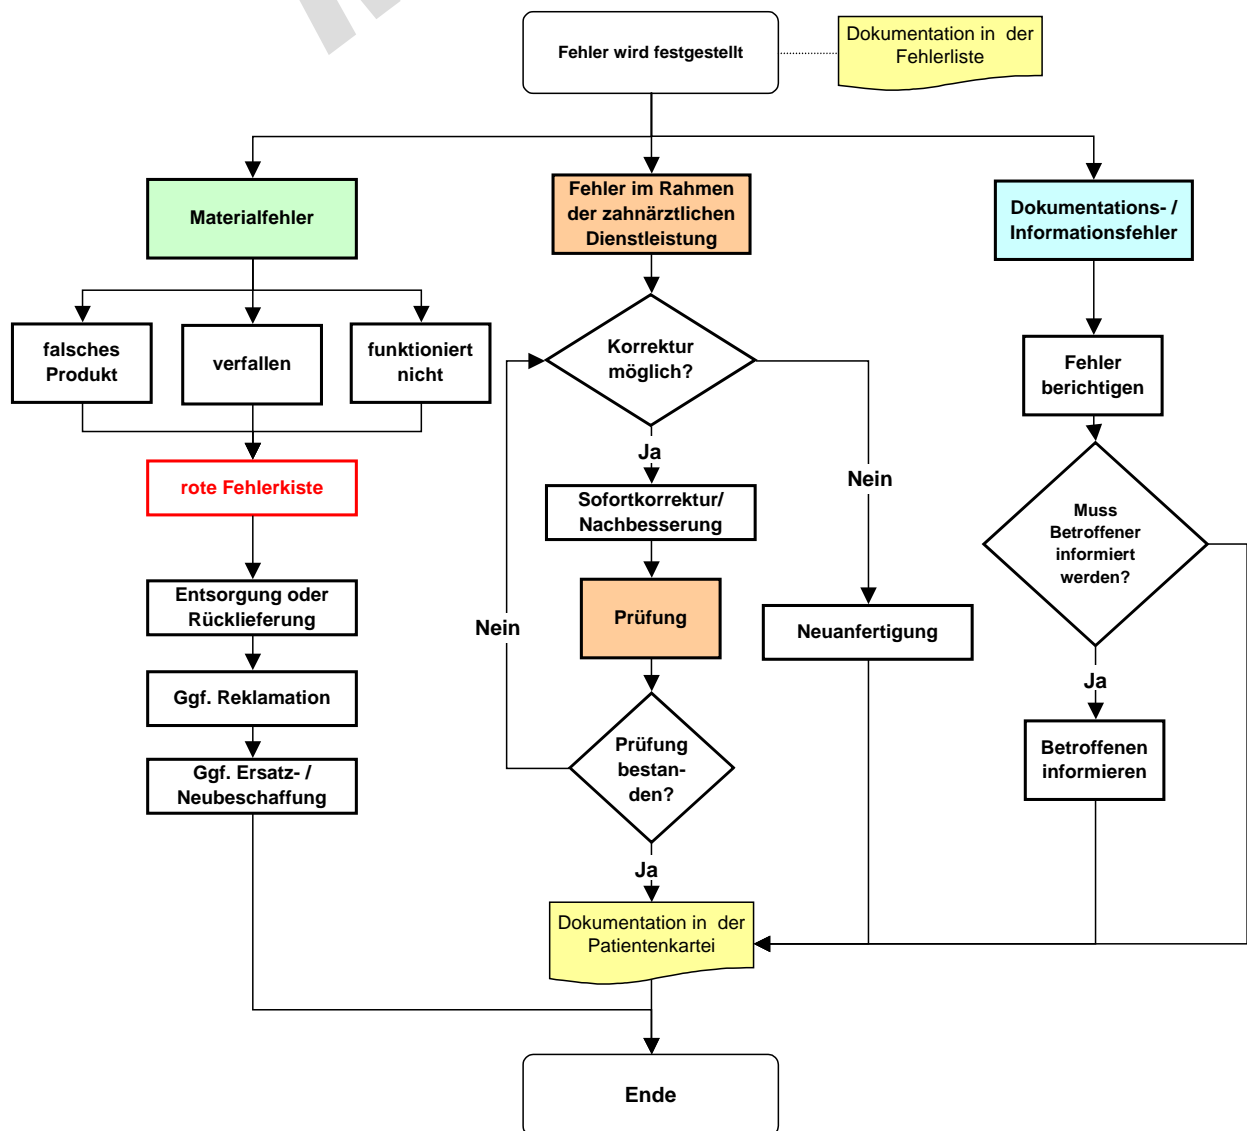 Fehler wird festgestellt
Dokumentation in der
Fehlerliste
Materialfehler
Fehler im Rahmen
der zahnärztlichen
Dienstleistung
Dokumentations- /
Informationsfehler
falsches
Produkt
verfallen
funktioniert
nicht
Korrektur
möglich?
Fehler
berichtigen
Ja
Nein
rote Fehlerkiste
Sofortkorrektur/
Nachbesserung
Muss
Betroffener
informiert
werden?
Entsorgung oder
Rücklieferung
Nein
Prüfung
Neuanfertigung
Ggf. Reklamation
Ja
Prüfung
bestan-
den?
Betroffenen
informieren
Ggf. Ersatz- /
Neubeschaffung
Ja
Dokumentation in der
Patientenkartei
Ende